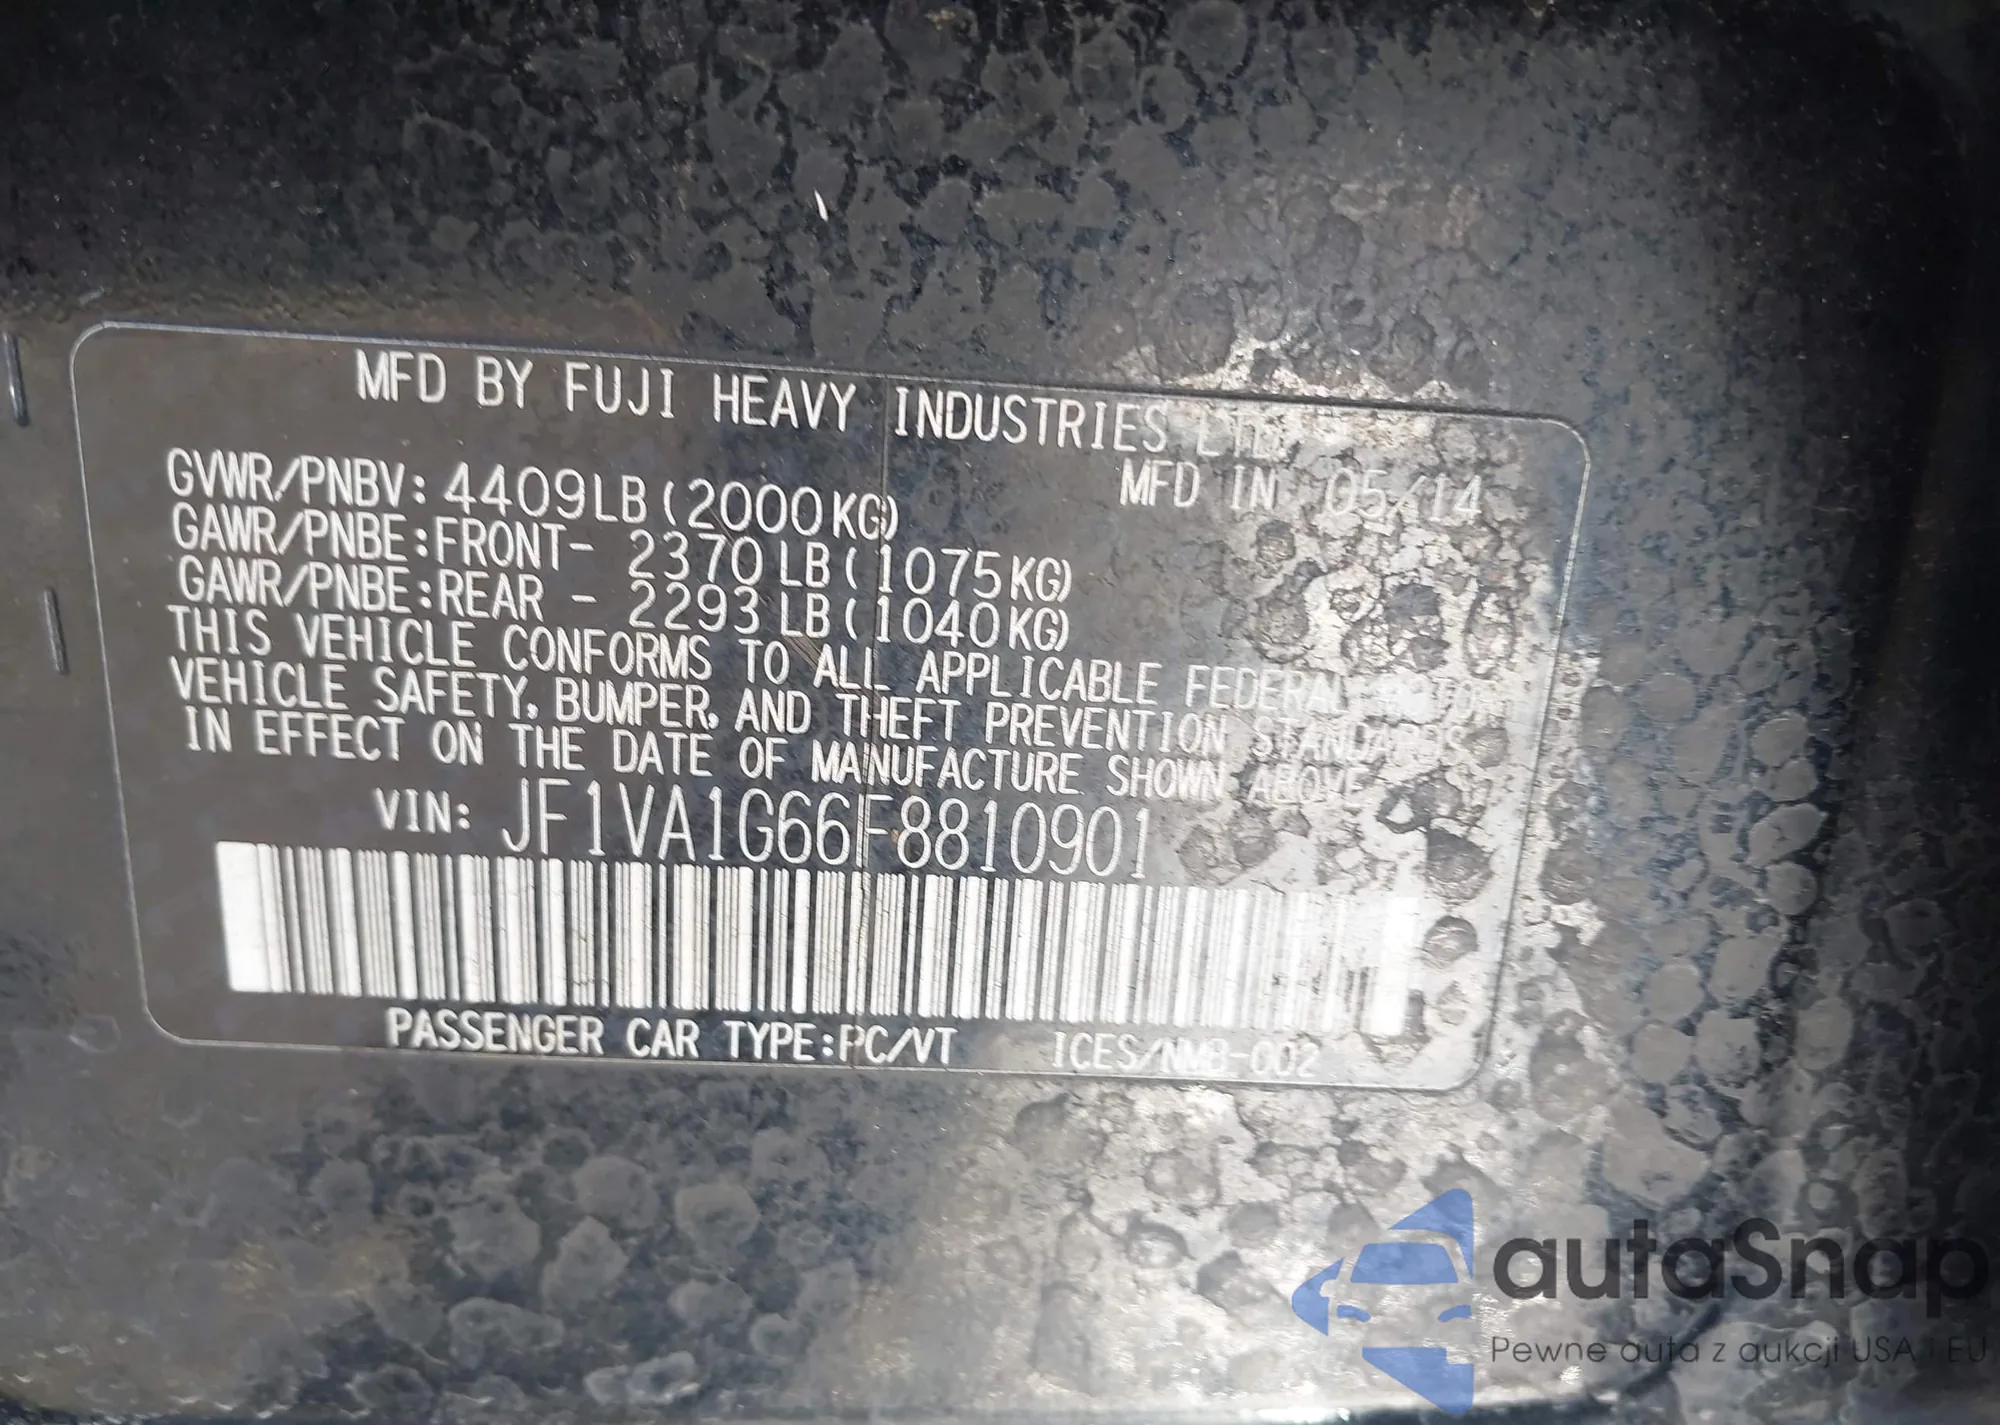 MFD BY FUJI HEAVY INDUSTRIES LTD.
MFD IN 05/14
GVWR/PNBV: 4409LB (2000KG)
GAWR/PNBE:FRONT- 2370 LB (1075KG)
GAWR/PNBE:REAR - 2293 LB (1040KG)
THIS VEHICLE CONFORMS TO ALL APPLICABLE FEDERAL MOTOR
VEHICLE SAFETY, BUMPER, AND THEFT PREVENTION STANDARDS
IN EFFECT ON THE DATE OF MANUFACTURE SHOWN ABOVE
VIN: JF1VA1G66F8810901
PASSENGER CAR TYPE:PC/VT ICES/NMB-002
autaSnap
Pewne auta z aukcji USA i EU